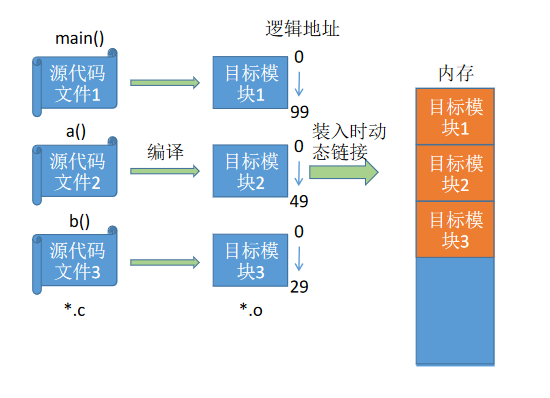 main()
逻辑地址
源代码
文件1
目标模
块1
0
99
内存
a()
源代码
文件2
编译
目标模
块2
0
49
装入时动
态链接
b()
源代码
文件3
目标模
块3
0
29
*.c
*.o
目标模
块1
目标模
块2
目标模
块3